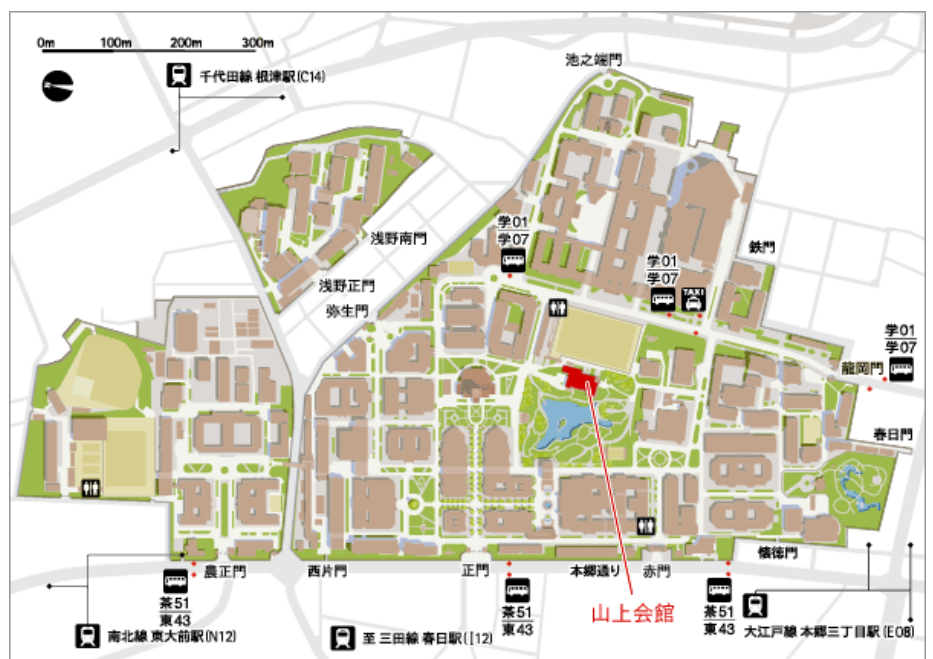 0m 100m 200m 300m
千代田線 根津駅(C14)
池之端門
浅野南門
学01
学07
浅野正門
弥生門
鉄門
学01
学07
TAXI
学01
学07
龍岡門
春日門
懐徳門
農正門
西片門
正門
本郷通り
赤門
茶51
東43
茶51
東43
茶51
東43
山上会館
南北線 東大前駅(N12)
至 三田線 春日駅(I12)
大江戸線 本郷三丁目駅(E08)